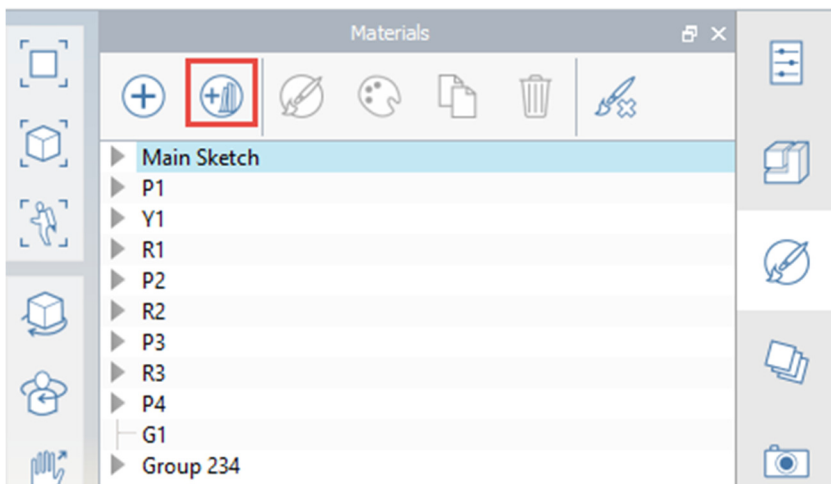 Materials
Main Sketch
P1
Y1
R1
P2
R2
P3
R3
P4
G1
Group 234